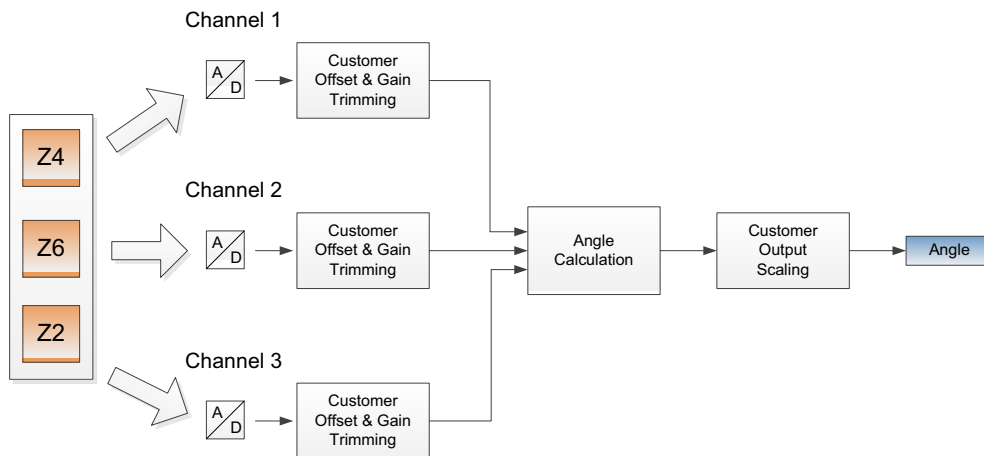 Channel 1
A
D
Customer
Offset & Gain
Trimming
Z4
Channel 2
Z6
A
D
Customer
Offset & Gain
Trimming
Angle
Calculation
Customer
Output
Scaling
Angle
Z2
Channel 3
A
D
Customer
Offset & Gain
Trimming